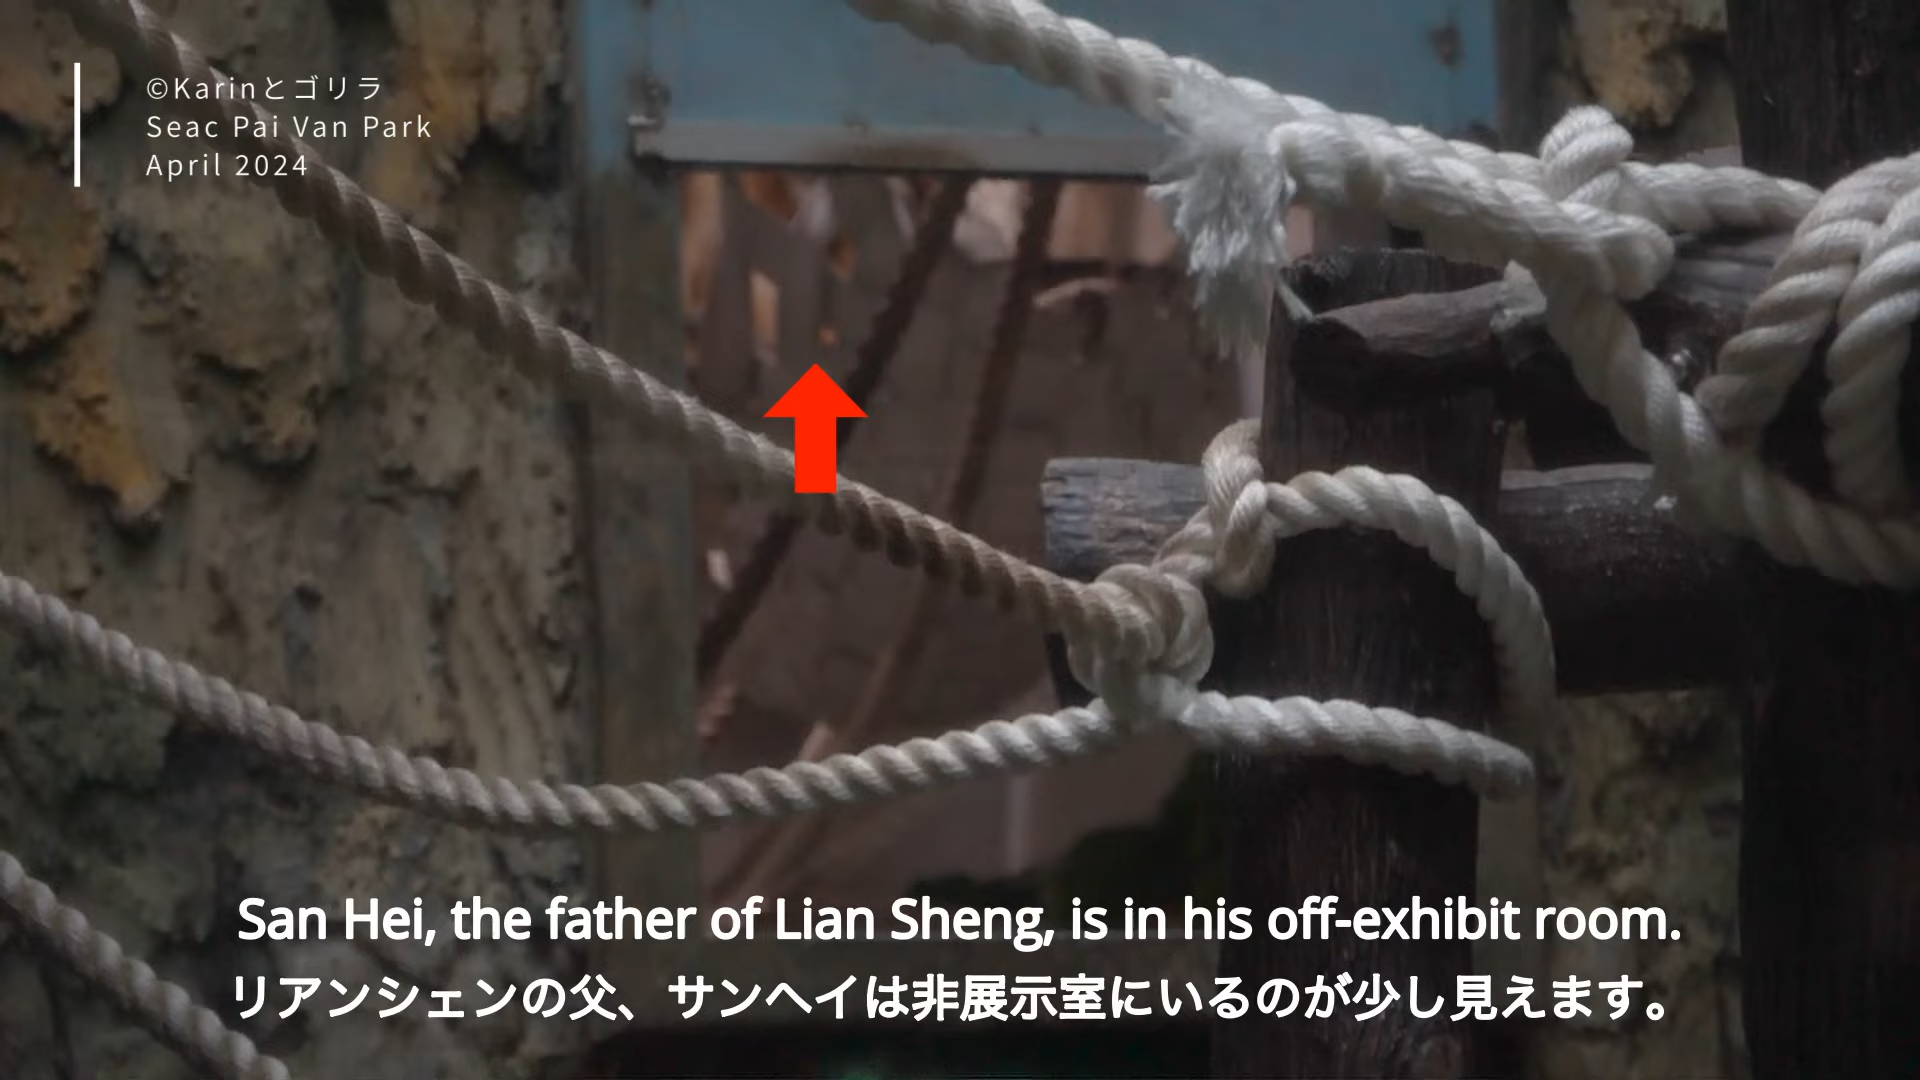 ©Karinとゴリラ
Seac Pai Van Park
April 2024
San Hei, the father of Lian Sheng, is in his off-exhibit room.
リアンシェンの父、サンヘイは非展示室にいるのが少し見えます。